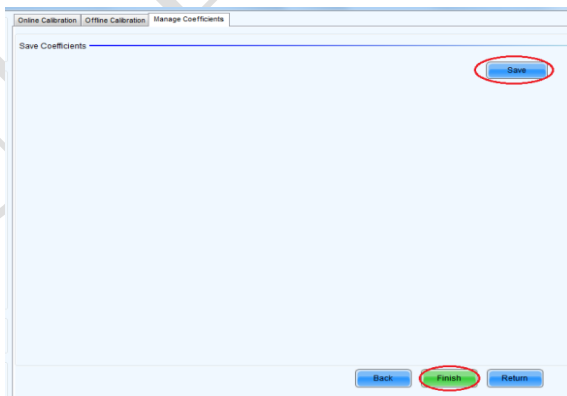 Online Calibration Offline Calibration Manage Coefficients
Save Coefficients
Save
Back Finish Return